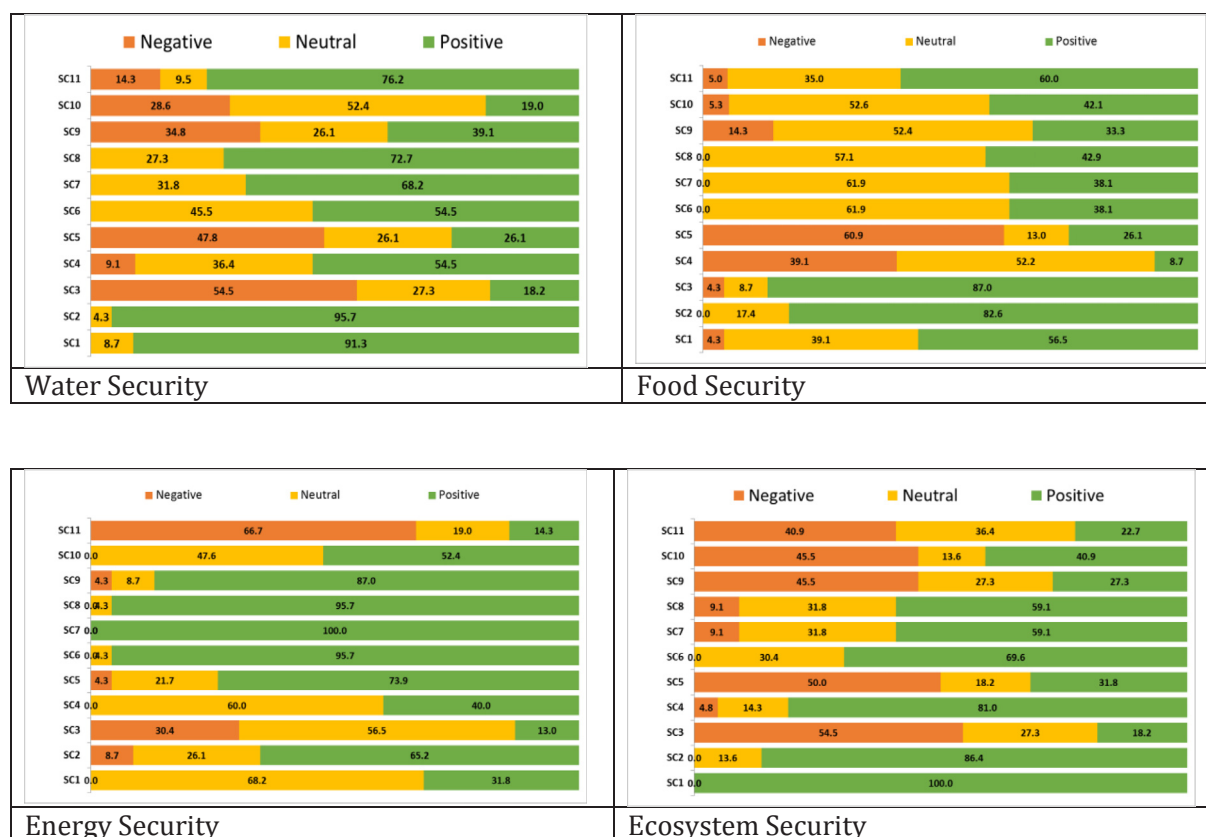 Negative Neutral Positive
SC11 14.3 9.5 76.2
SC10 28.6 52.4 19.0
SC9 34.8 26.1 39.1
SC8 27.3 72.7
SC7 31.8 68.2
SC6 45.5 54.5
SC5 47.8 26.1 26.1
SC4 9.1 36.4 54.5
SC3 54.5 27.3 18.2
SC2 4.3 95.7
SC1 8.7 91.3
Water Security
Negative Neutral Positive
SC11 5.0 35.0 60.0
SC10 5.3 52.6 42.1
SC9 14.3 52.4 33.3
SC8 0.0 57.1 42.9
SC7 0.0 61.9 38.1
SC6 0.0 61.9 38.1
SC5 60.9 13.0 26.1
SC4 39.1 52.2 8.7
SC3 4.3 8.7 87.0
SC2 0.0 17.4 82.6
SC1 4.3 39.1 56.5
Food Security
Negative Neutral Positive
SC11 66.7 19.0 14.3
SC10 0.0 47.6 52.4
SC9 4.3 8.7 87.0
SC8 0.0 4.3 95.7
SC7 0.0 100.0
SC6 0.0 4.3 95.7
SC5 4.3 21.7 73.9
SC4 0.0 60.0 40.0
SC3 30.4 56.5 13.0
SC2 8.7 26.1 65.2
SC1 0.0 68.2 31.8
Energy Security
Negative Neutral Positive
SC11 40.9 36.4 22.7
SC10 45.5 13.6 40.9
SC9 45.5 27.3 27.3
SC8 9.1 31.8 59.1
SC7 9.1 31.8 59.1
SC6 0.0 30.4 69.6
SC5 50.0 18.2 31.8
SC4 4.8 14.3 81.0
SC3 54.5 27.3 18.2
SC2 0.0 13.6 86.4
SC1 0.0 100.0
Ecosystem Security